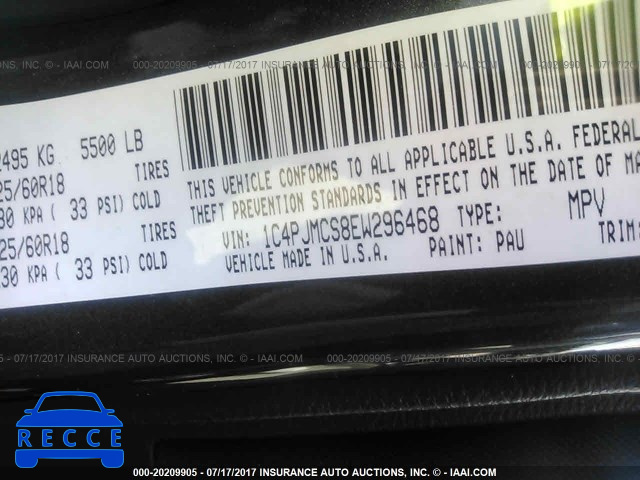 - IAAI.COM 000-20209905 - 07/17/2017 INSURANCE AUTO AUCTIONS, INC. - IAAI.COM 000-20209905 - 07/17/2017
2495 KG 5500 LB
25/60R18 TIRES
30 KPA ( 33 PSI) COLD
25/60R18 TIRES
30 KPA ( 33 PSI) COLD
THIS VEHICLE CONFORMS TO ALL APPLICABLE U.S.A. FEDERAL
THEFT PREVENTION STANDARDS IN EFFECT ON THE DATE OF MA
VIN: 1C4PJMCS8EW296468 TYPE: MPV
VEHICLE MADE IN U.S.A. PAINT: PAU TRIM:
000-20209905 - 07/17/2017 INSURANCE AUTO AUCTIONS, INC. - IAAI.COM 000-20209905 - 07/17/2017 INSURANCE AUTO AUCTIONS, INC. - IAAI.COM
RECCE
000-20209905 - 07/17/2017 INSURANCE AUTO AUCTIONS, INC. - IAAI.COM